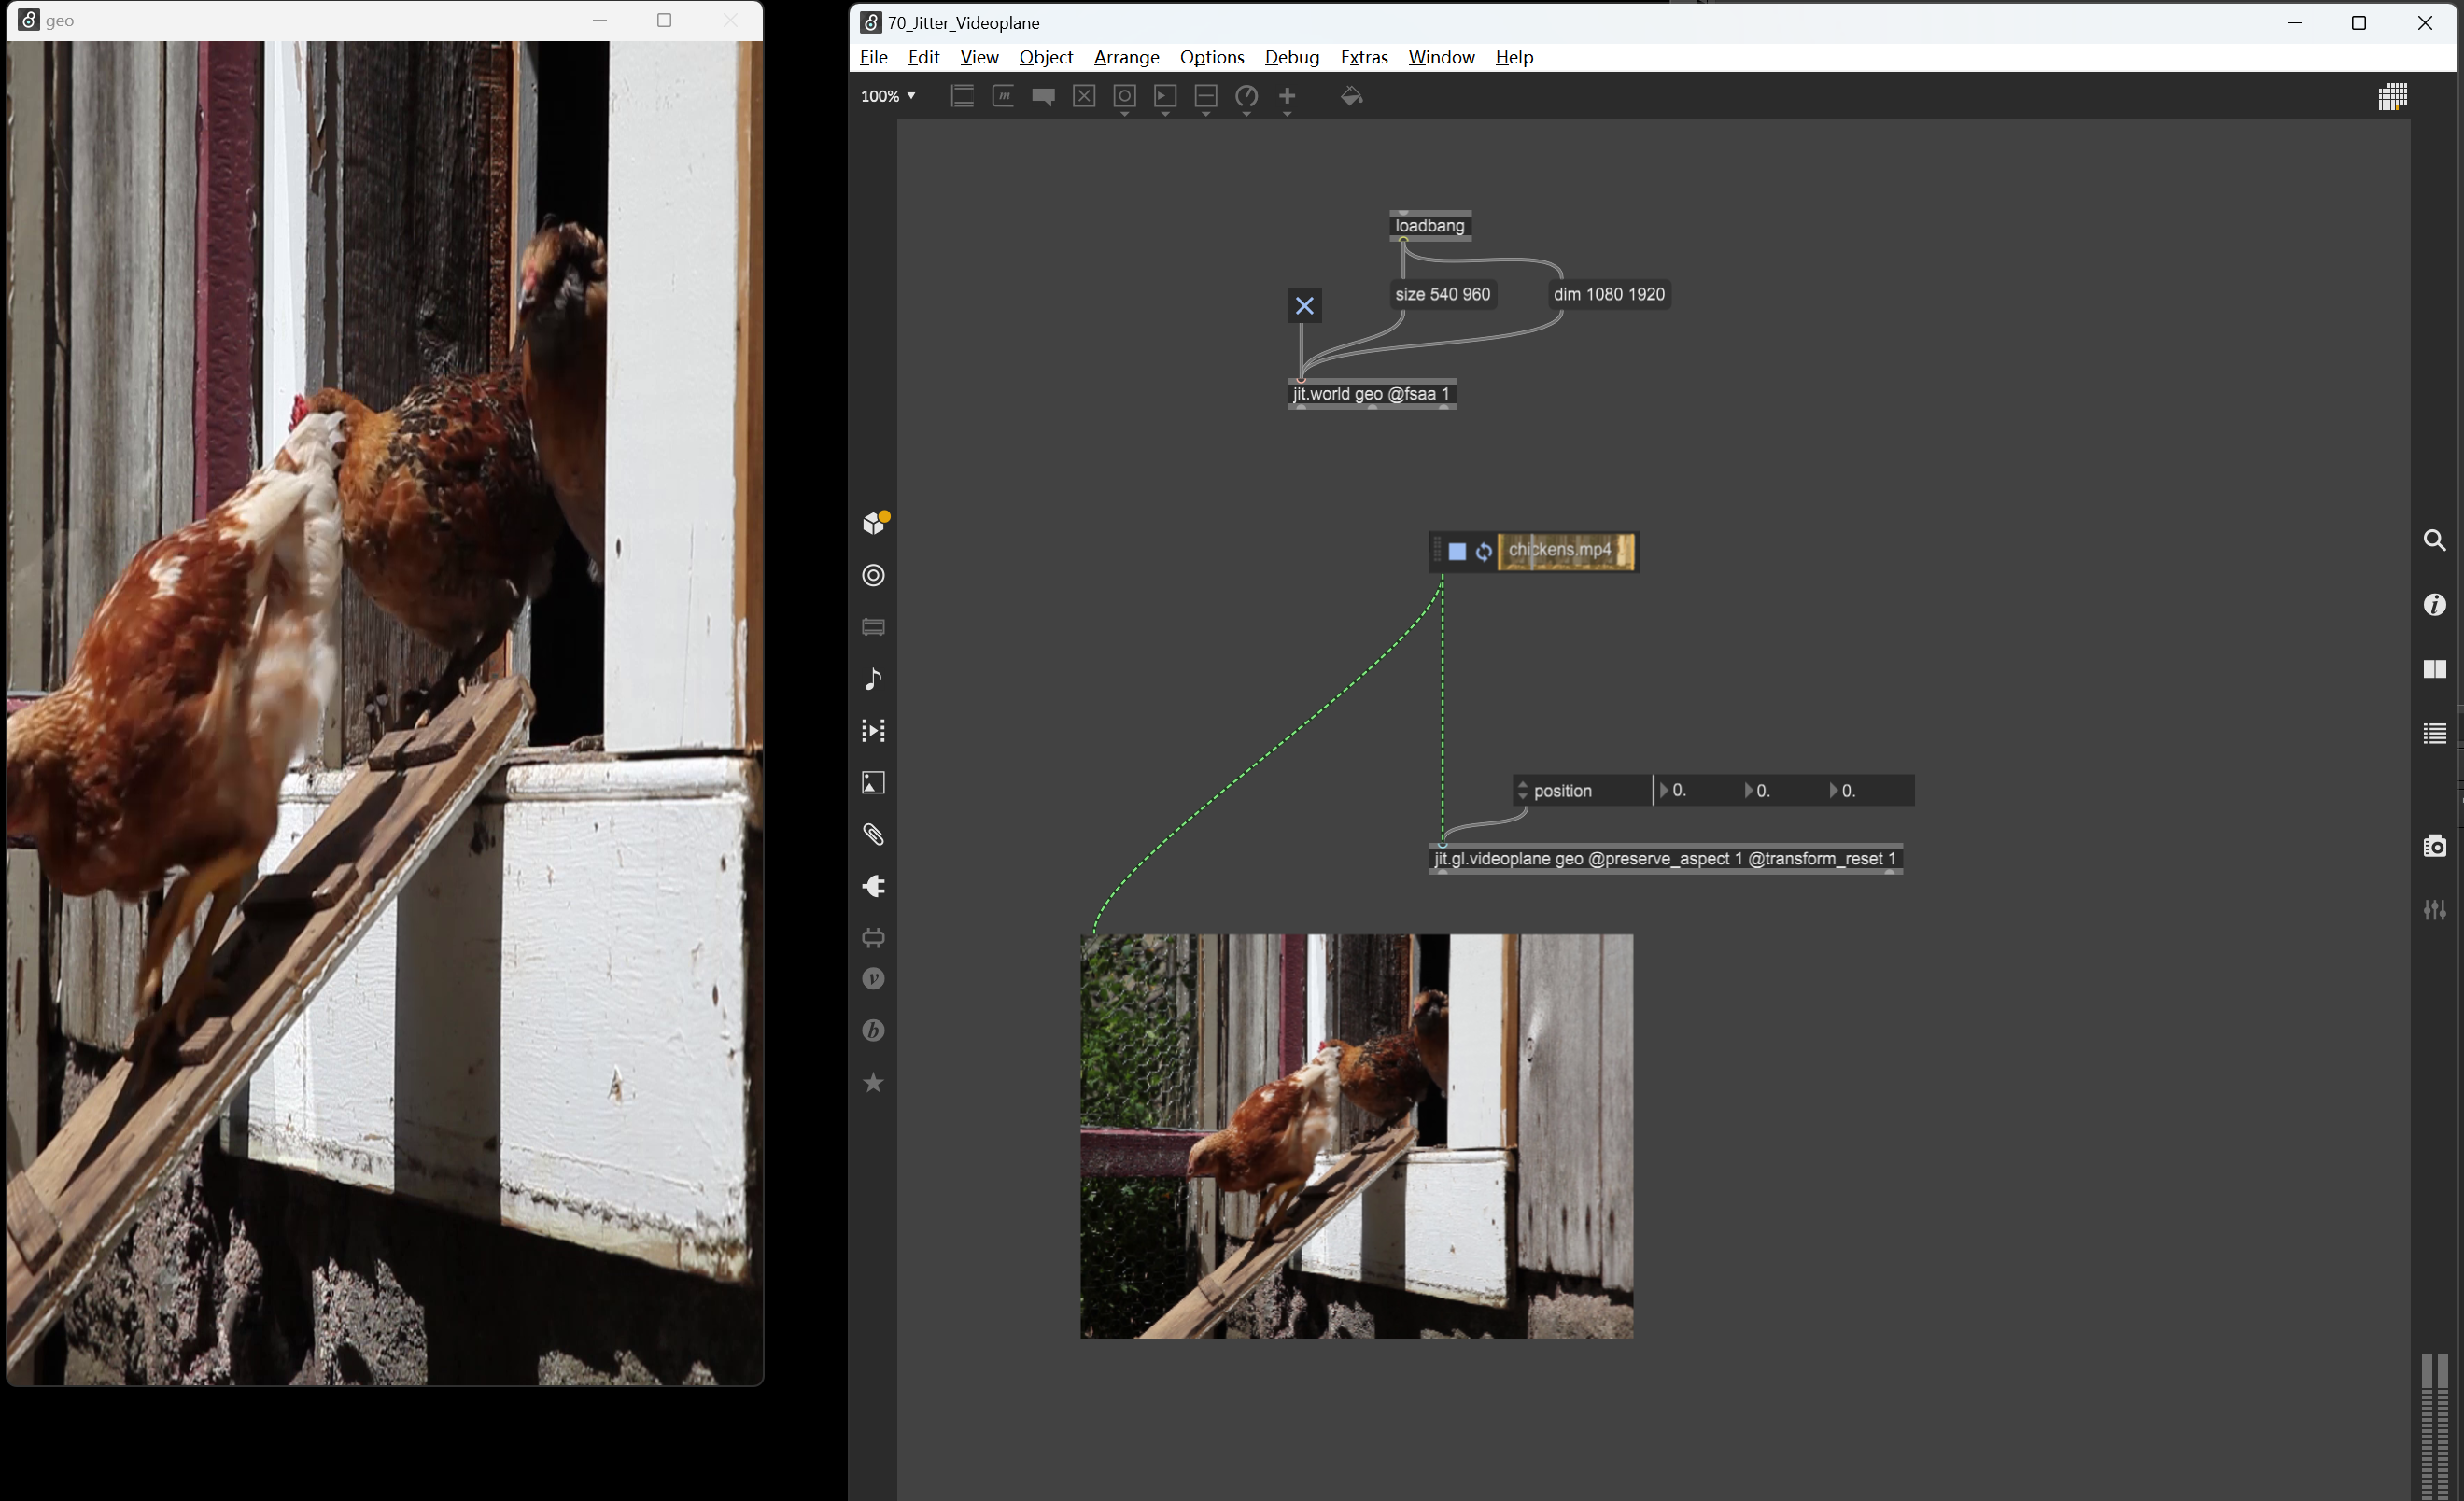 geo
70_Jitter_Videoplane
File Edit View Object Arrange Options Debug Extras Window Help
100%
loadbang
size 540 960
dim 1080 1920
jit.world geo @fsaa 1
chickens.mp4
position 0. 0. 0.
jit.gl.videoplane geo @preserve_aspect 1 @transform_reset 1